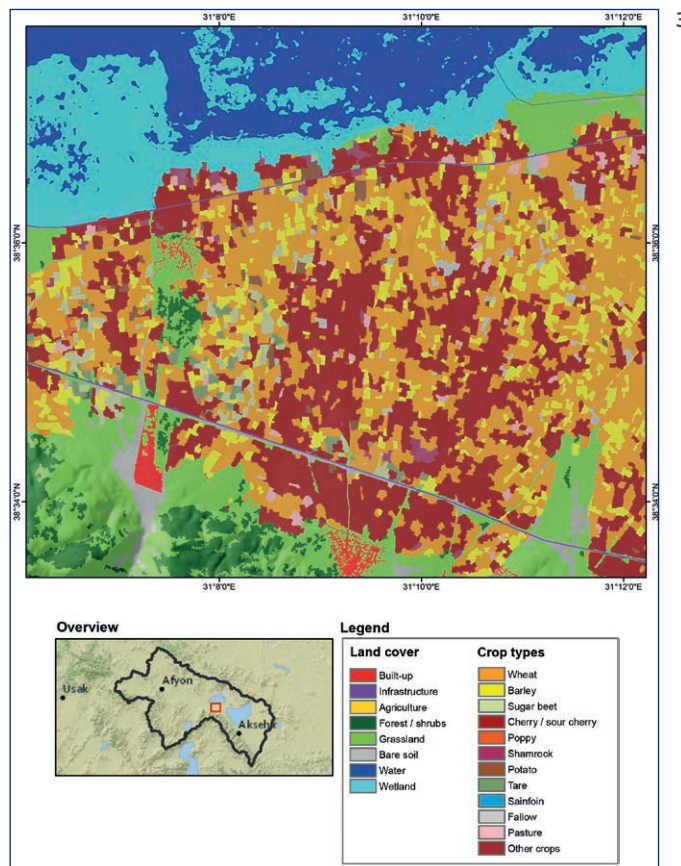 31°8'0"E 31°10'0"E 31°12'0"E
38°36'0"N 38°36'0"N
38°34'0"N 38°34'0"N
31°8'0"E 31°10'0"E 31°12'0"E
Overview
Usak
Afyon
Aksehir
Legend
Land cover
Built-up
Infrastructure
Agriculture
Forest / shrubs
Grassland
Bare soil
Water
Wetland
Crop types
Wheat
Barley
Sugar beet
Cherry / sour cherry
Poppy
Shamrock
Potato
Tare
Sainfoin
Fallow
Pasture
Other crops